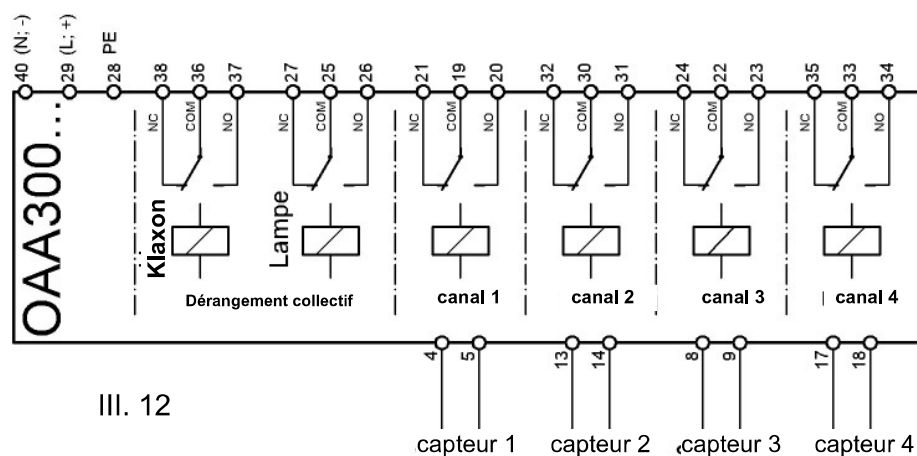 40 (N; -)
29 (L; +)
28 PE
38
36
37
27
25
26
21
19
20
32
30
31
24
22
23
35
33
34
NC
COM
NO
NC
COM
NO
NC
COM
NO
NC
COM
NO
NC
COM
NO
NC
COM
NO
OAA300...
Klaxon
Lampe
Dérangement collectif
canal 1
canal 2
canal 3
canal 4
4
5
13
14
8
9
17
18
III. 12
capteur 1
capteur 2
capteur 3
capteur 4